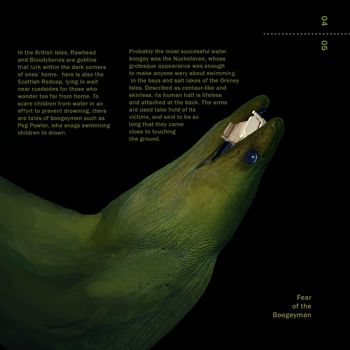 In the British Isles, Rawhead
and Bloodybones are goblins
that lurk within the dark corners
of ones' home. here is also the
Scottish Redcap, lying in wait
near roadsides for those who
wonder too far from home. To
scare children from water in an
effort to prevent drowning, there
are tales of boogeymen such as
Peg Powler, who snags swimming
children to drown.
Probably the most successful water
boogey was the Nuckelavee, whose
grotesque appearance was enough
to make anyone wary about swimming
in the bays and salt lakes of the Orkney
Isles. Described as centaur-like and
skinless, its human half is lifeless
and attached at the back. The arms
are used take hold of its
victims, and said to be so
long that they came
close to touching
the ground.
04
05
Fear
of the
Boogeyman